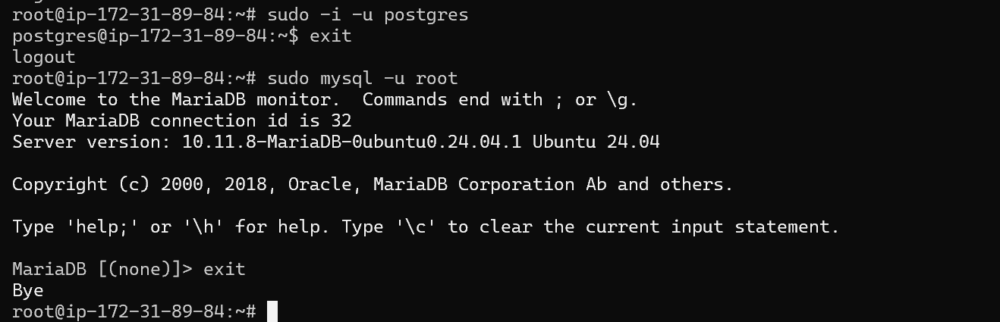 root@ip-172-31-89-84:~# sudo -i -u postgres
postgres@ip-172-31-89-84:~$ exit
logout
root@ip-172-31-89-84:~# sudo mysql -u root
Welcome to the MariaDB monitor.  Commands end with ; or \g.
Your MariaDB connection id is 32
Server version: 10.11.8-MariaDB-0ubuntu0.24.04.1 Ubuntu 24.04

Copyright (c) 2000, 2018, Oracle, MariaDB Corporation Ab and others.

Type 'help;' or '\h' for help. Type '\c' to clear the current input statement.

MariaDB [(none)]> exit
Bye
root@ip-172-31-89-84:~#